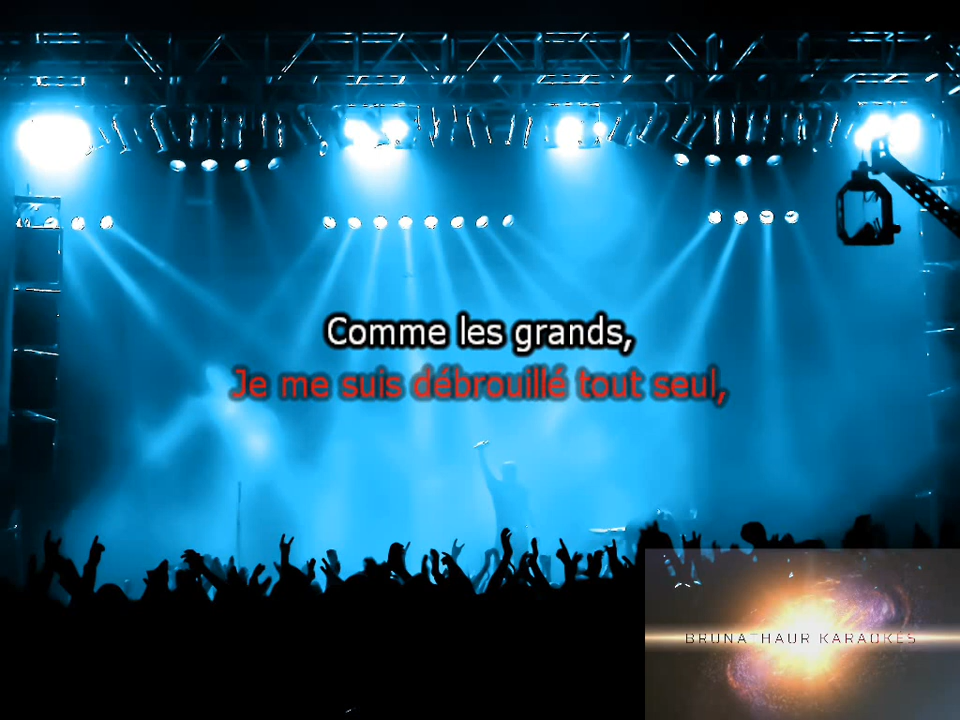 Comme les grands,
Je me suis débrouillé tout seul,
BRUNA HAUR KARAOKES